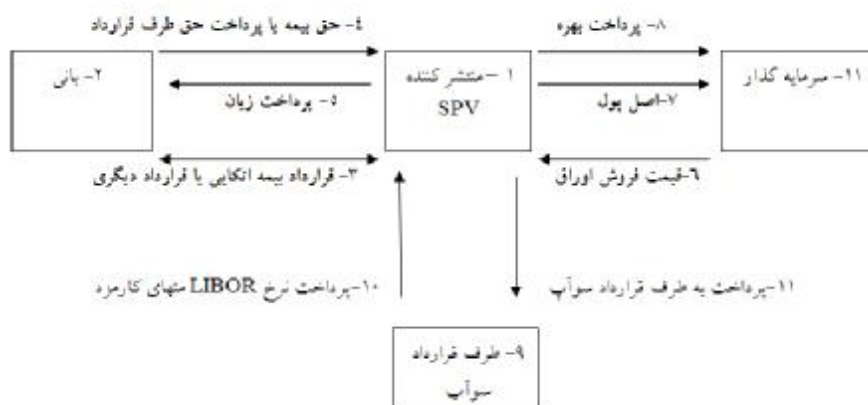 ۴- حق بیمه یا پرداخت حق طرف قرارداد
۸- پرداخت بهره
۲- بانی
۱ -منتشر کننده
SPV
۱۱- سرمایه گذار
۵- پرداخت زیان
۷-اصل پول
۳- قرارداد بیمه اتکایی یا قرارداد دیگری
۶-قیمت فروش اوراق
۱۰-پرداخت نرخ LIBOR منهای کارمزد
۱۱-پرداخت به طرف قرارداد سوآپ
۹- طرف قرارداد
سوآپ